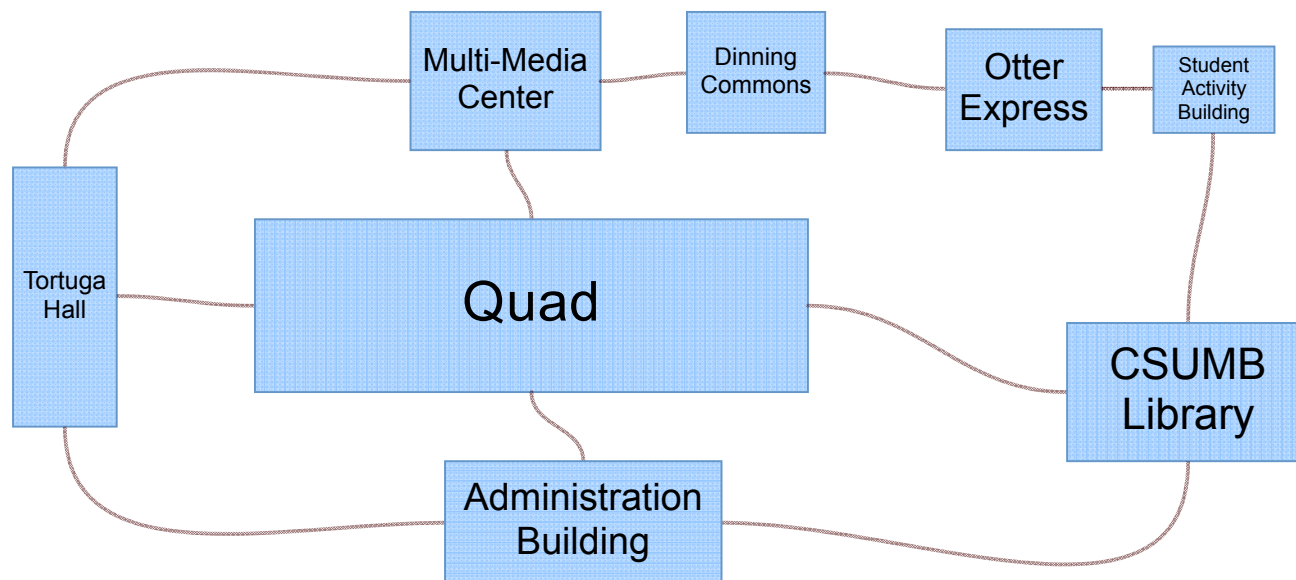 Multi-Media
Center
Dinning
Commons
Otter
Express
Student
Activity
Building
Tortuga
Hall
Quad
CSUMB
Library
Administration
Building